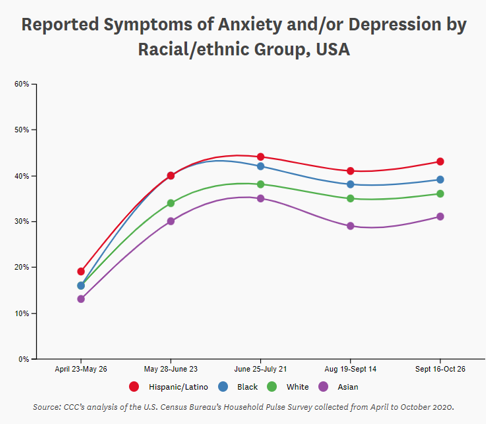 Reported Symptoms of Anxiety and/or Depression by
Racial/ethnic Group, USA
60%
50%
40%
30%
20%
10%
0%
April 23-May 26 May 28-June 23 June 25-July 21 Aug 19-Sept 14 Sept 16-Oct 26
Hispanic/Latino Black White Asian
Source: CCC's analysis of the U.S. Census Bureau's Household Pulse Survey collected from April to October 2020.